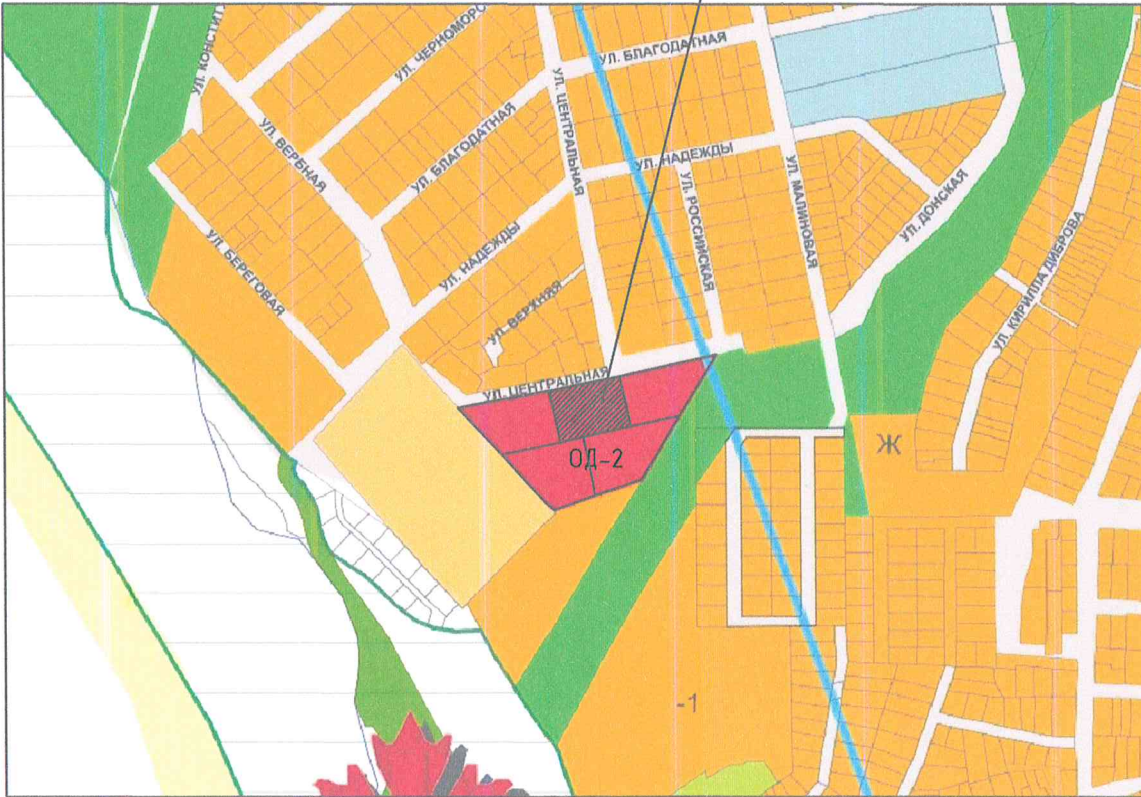 УЛ. КОНСТИТ
УЛ. ЧЕРНОМОРС
УЛ. БЛАГОДАТНАЯ
УЛ. ВЕРБНАЯ
УЛ. БЛАГОДАТНАЯ
УЛ. ЦЕНТРАЛЬНАЯ
УЛ. НАДЕЖДЫ
УЛ. РОССИЙСКАЯ
УЛ. МАЛИНОВАЯ
УЛ. ДОНСКАЯ
УЛ. БЕРЕГОВАЯ
УЛ. НАДЕЖДЫ
УЛ. ВЕРХНЯЯ
УЛ. КИРИЛЛА ДИБРОВА
УЛ. ЦЕНТРАЛЬНАЯ
ОД-2
Ж
-1